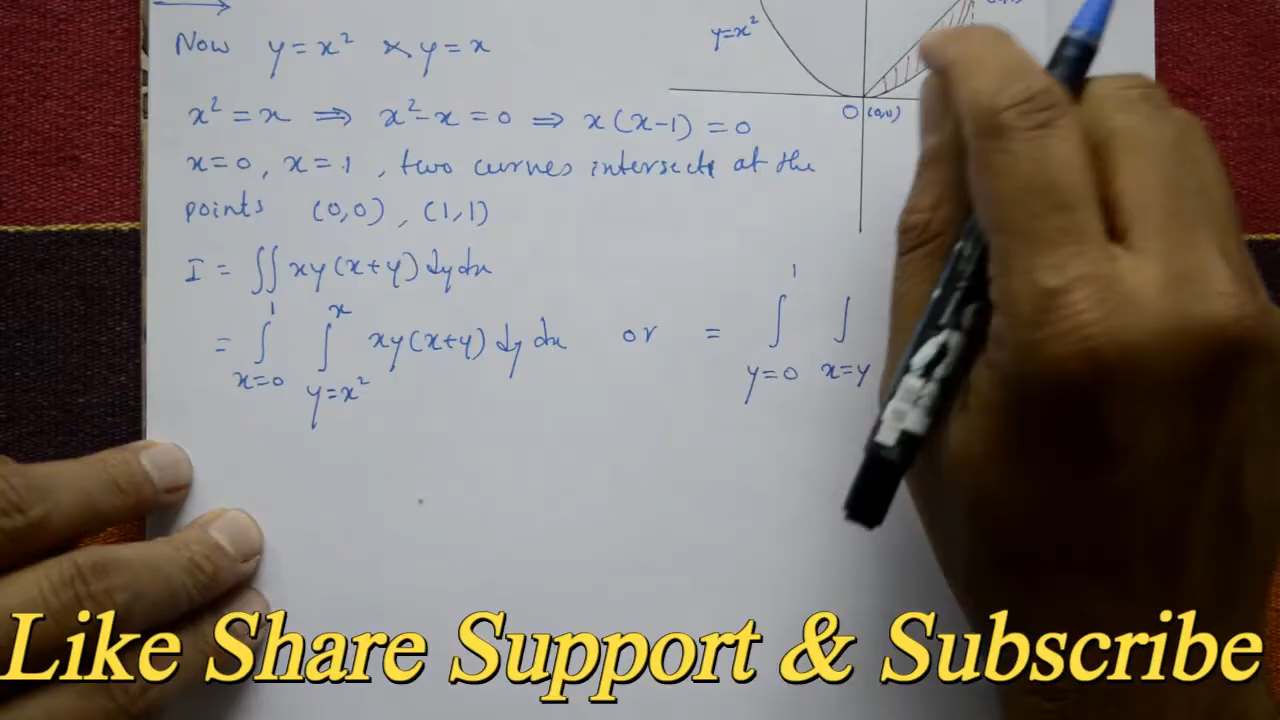 Now y = x² & y = x
y=x²
x² = x ⇒ x² - x = 0 ⇒ x(x-1) = 0
O (0,0)
x=0, x=1, two curves intersects at the
points (0,0), (1,1)
I = ∬ xy(x+y) dy dx
= ∫_{x=0}^{1} ∫_{y=x²}^{x} xy(x+y) dy dx or = ∫_{y=0}^{1} ∫_{x=y}
Like Share Support & Subscribe